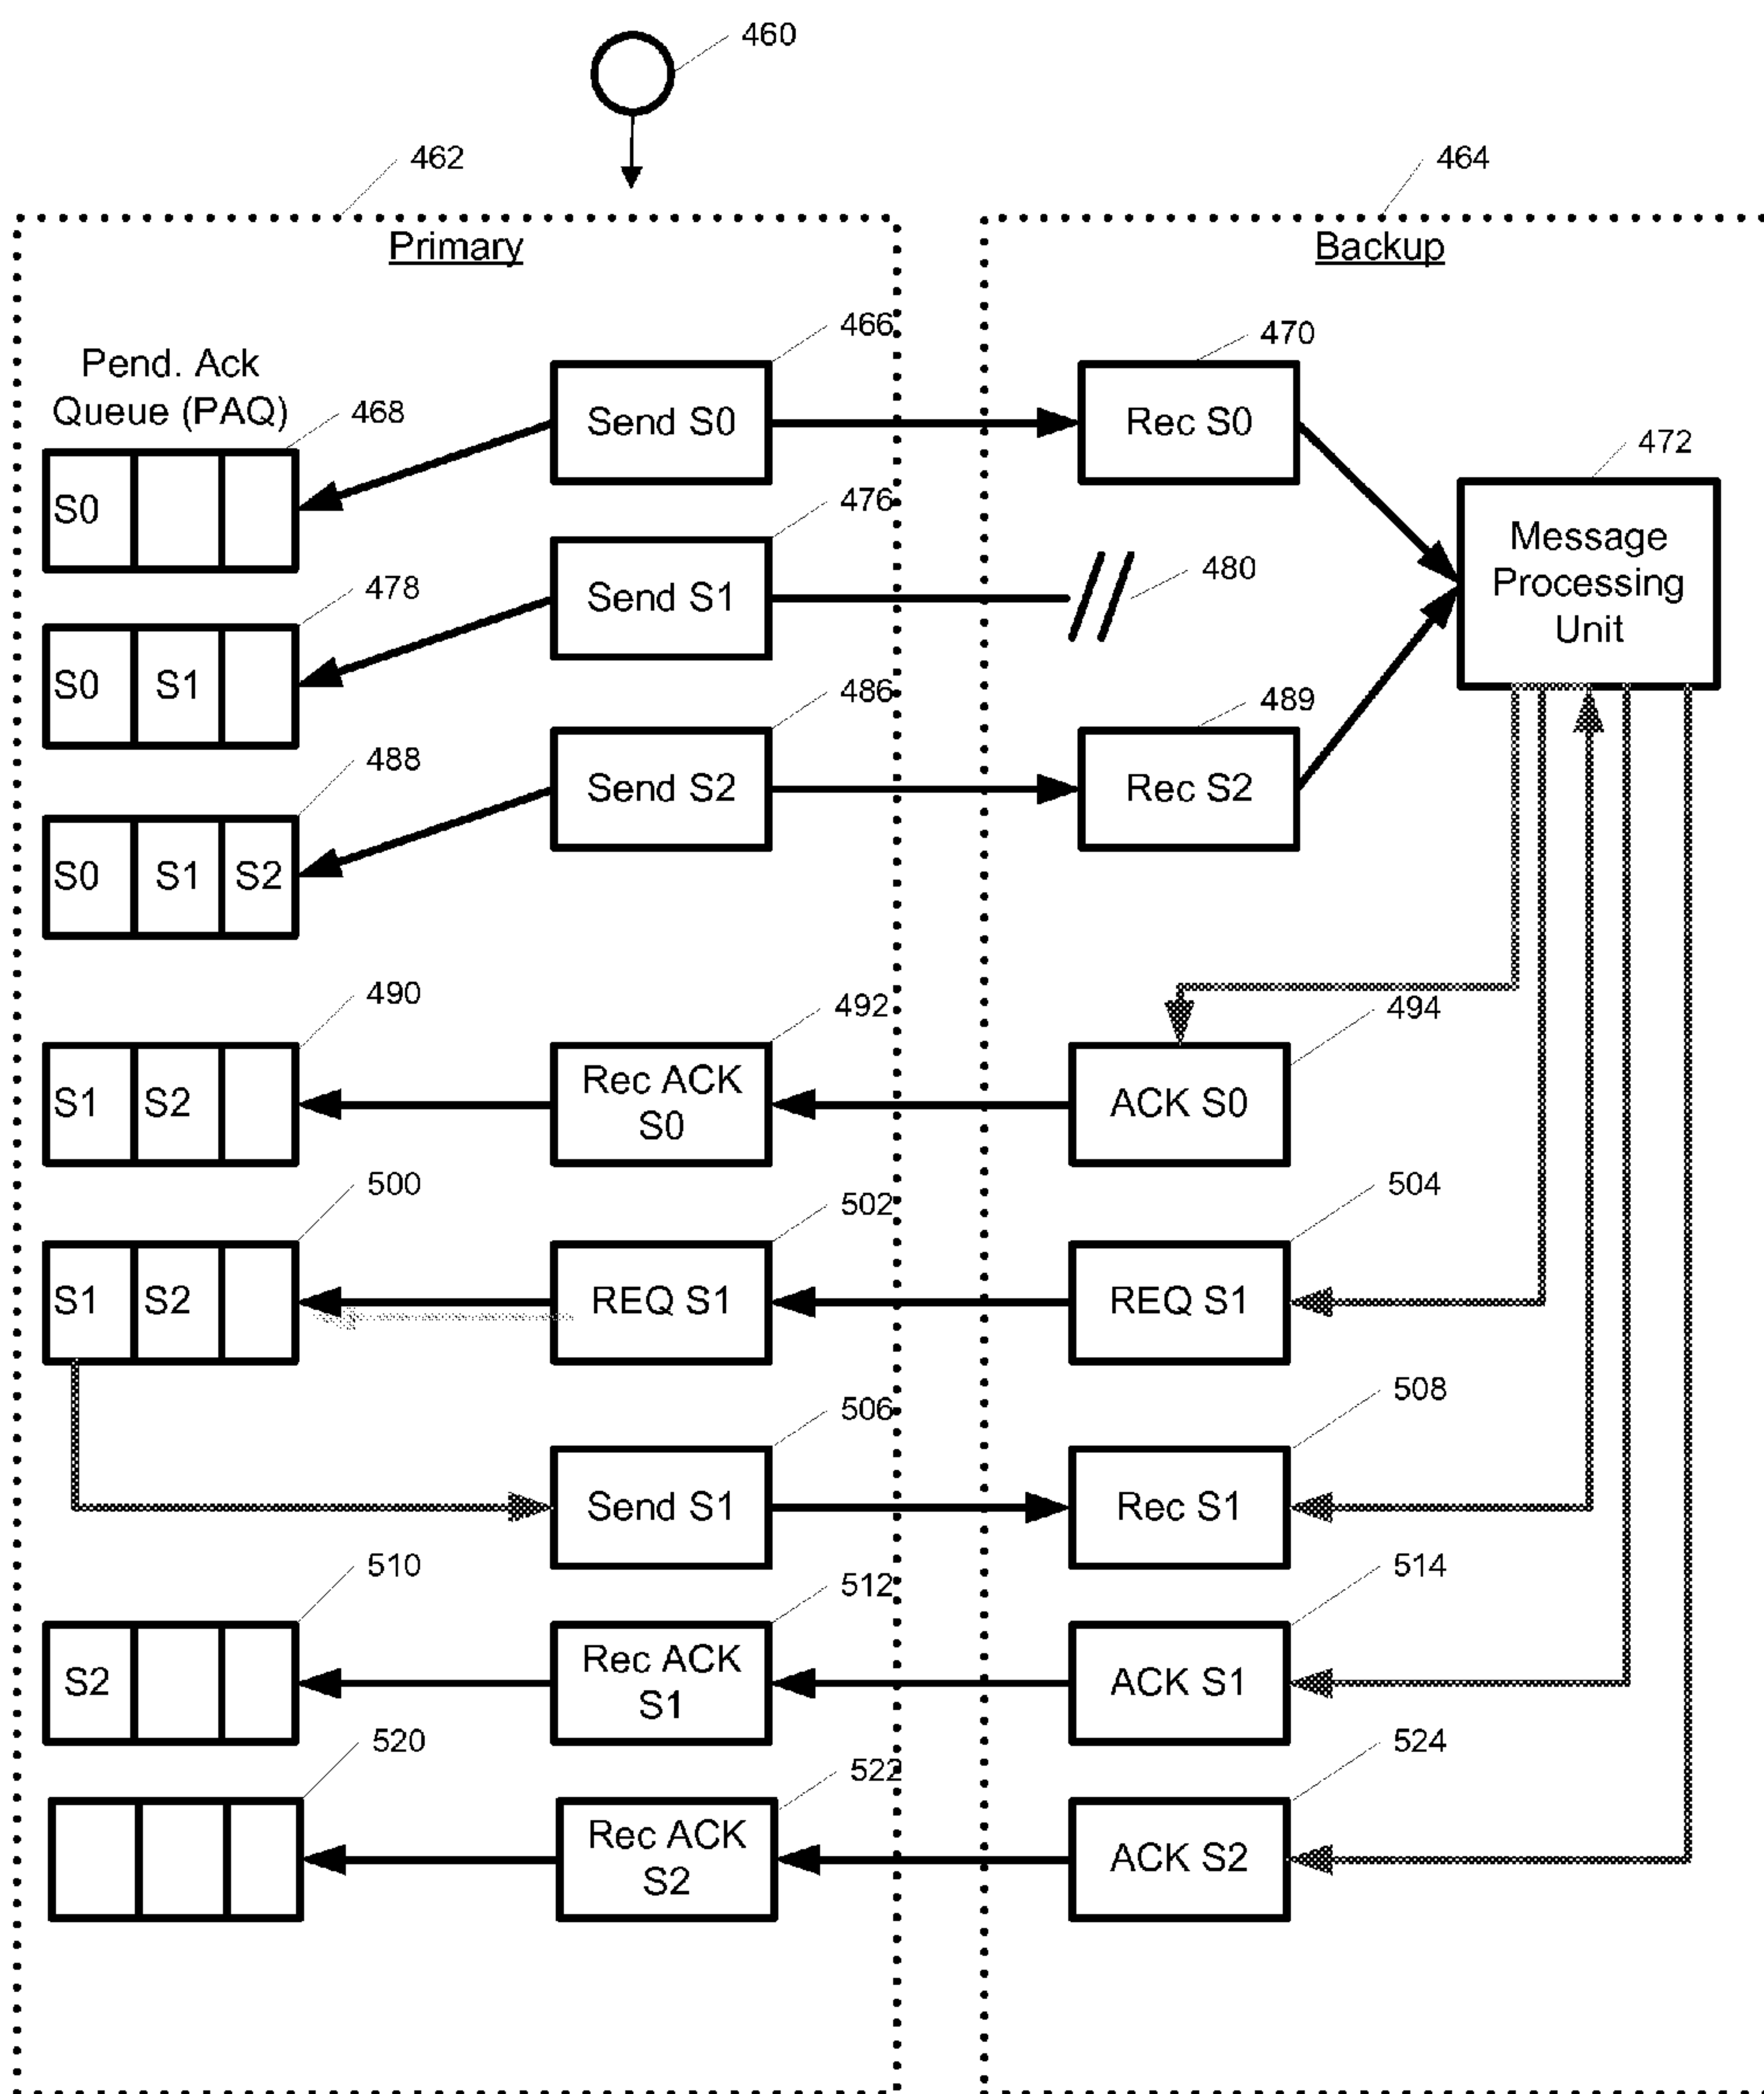 460
462
464
Primary
Backup
466
470
Pend. Ack
Queue (PAQ)
468
Send S0
Rec S0
472
S0
476
Message
Processing
Unit
478
Send S1
480
S0 S1
486
489
488
Send S2
Rec S2
S0 S1 S2
490
492
494
S1 S2
Rec ACK
S0
ACK S0
500
502
504
S1 S2
REQ S1
REQ S1
506
508
Send S1
Rec S1
510
512
514
S2
Rec ACK
S1
ACK S1
520
522
524
Rec ACK
S2
ACK S2